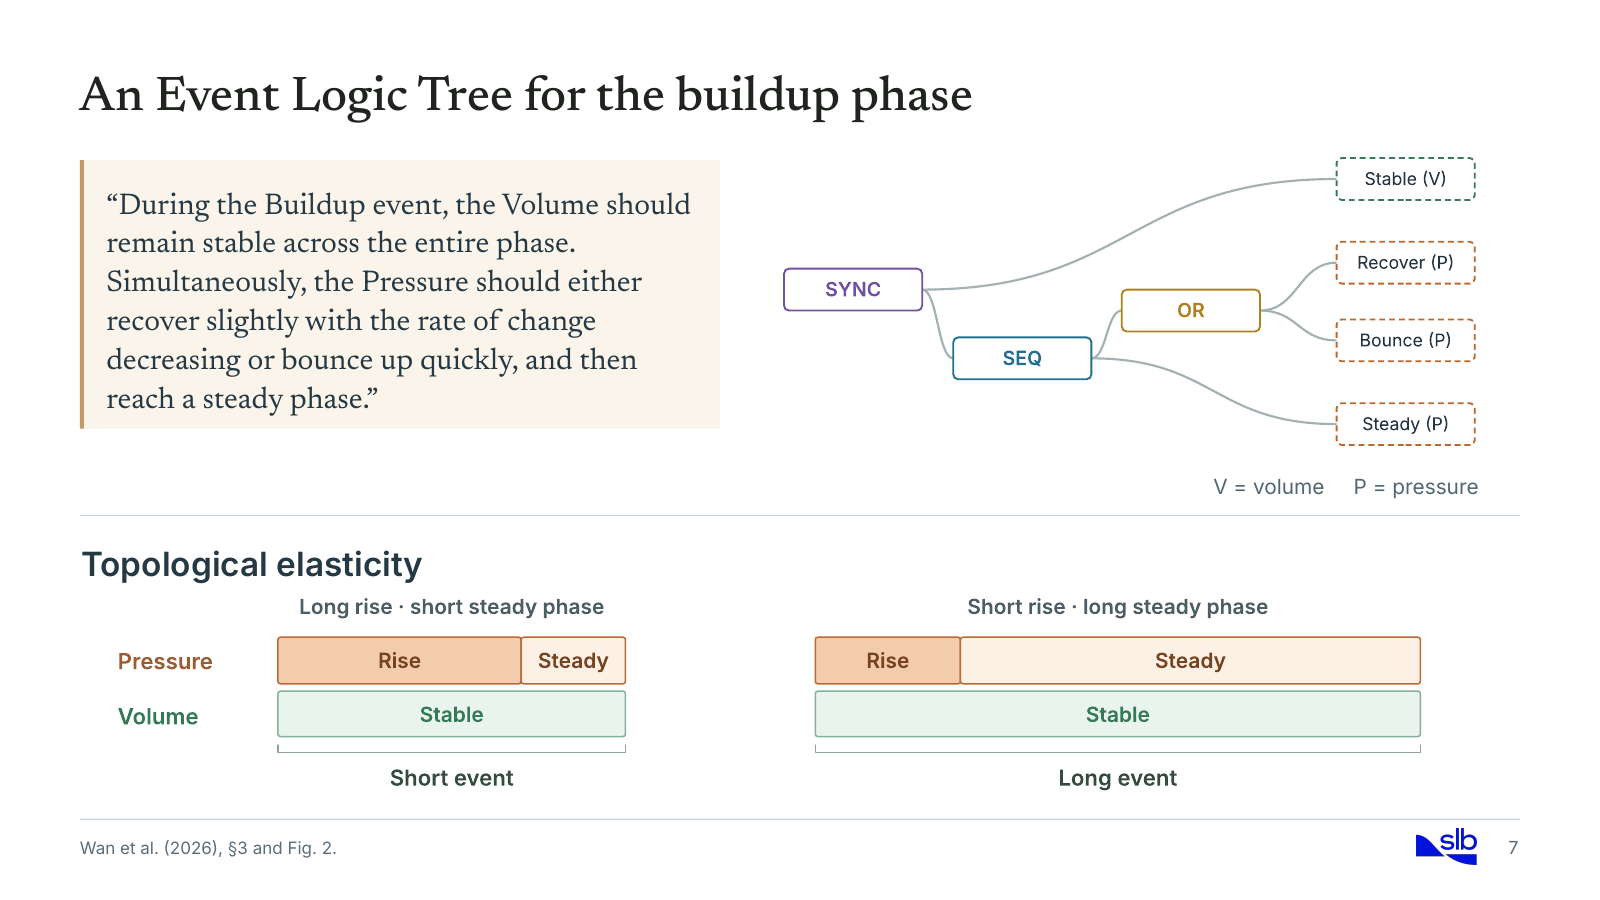 An Event Logic Tree for the buildup phase
“During the Buildup event, the Volume should
remain stable across the entire phase.
Simultaneously, the Pressure should either
recover slightly with the rate of change
decreasing or bounce up quickly, and then
reach a steady phase.”
SYNC
SEQ
OR
Stable (V)
Recover (P)
Bounce (P)
Steady (P)
V = volume P = pressure
Topological elasticity
Long rise · short steady phase
Short rise · long steady phase
Pressure
Rise
Steady
Rise
Steady
Volume
Stable
Stable
Short event
Long event
Wan et al. (2026), §3 and Fig. 2.
slb
7